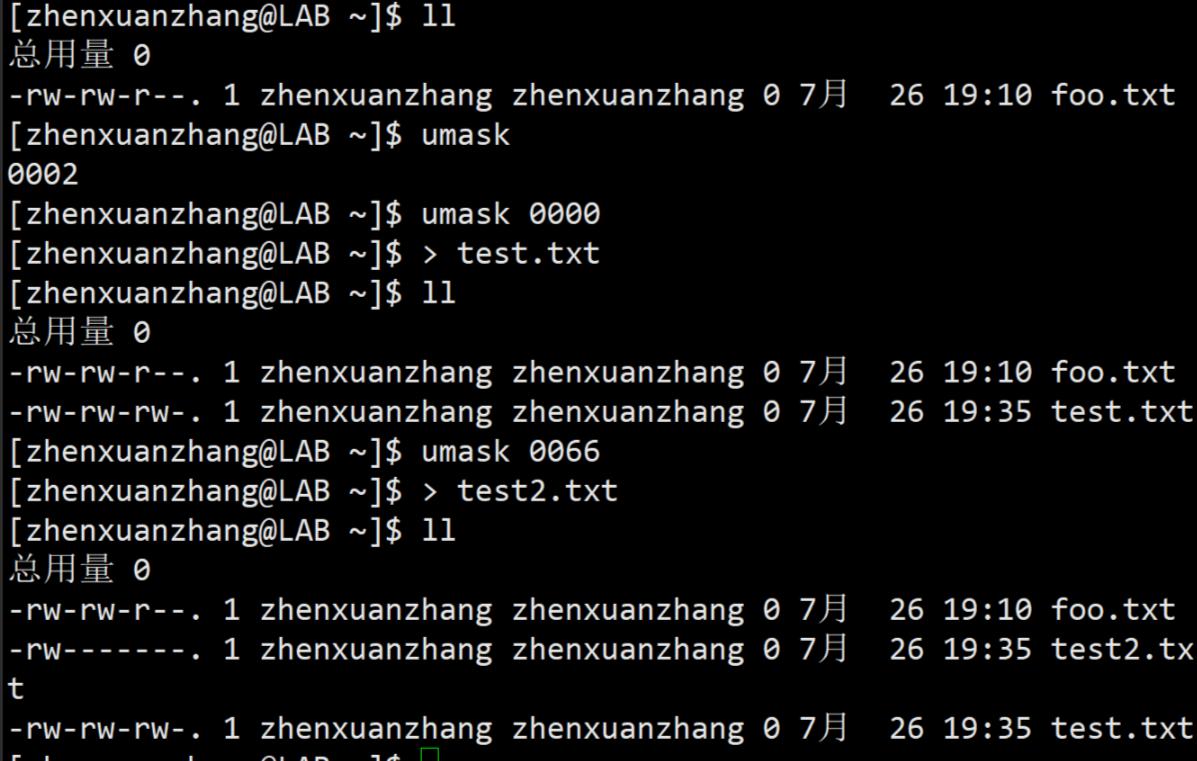 [zhenxuanzhang@LAB ~]$ ll
总用量 0
-rw-rw-r--. 1 zhenxuanzhang zhenxuanzhang 0 7月  26 19:10 foo.txt
[zhenxuanzhang@LAB ~]$ umask
0002
[zhenxuanzhang@LAB ~]$ umask 0000
[zhenxuanzhang@LAB ~]$ > test.txt
[zhenxuanzhang@LAB ~]$ ll
总用量 0
-rw-rw-r--. 1 zhenxuanzhang zhenxuanzhang 0 7月  26 19:10 foo.txt
-rw-rw-rw-. 1 zhenxuanzhang zhenxuanzhang 0 7月  26 19:35 test.txt
[zhenxuanzhang@LAB ~]$ umask 0066
[zhenxuanzhang@LAB ~]$ > test2.txt
[zhenxuanzhang@LAB ~]$ ll
总用量 0
-rw-rw-r--. 1 zhenxuanzhang zhenxuanzhang 0 7月  26 19:10 foo.txt
-rw-------. 1 zhenxuanzhang zhenxuanzhang 0 7月  26 19:35 test2.tx
t
-rw-rw-rw-. 1 zhenxuanzhang zhenxuanzhang 0 7月  26 19:35 test.txt